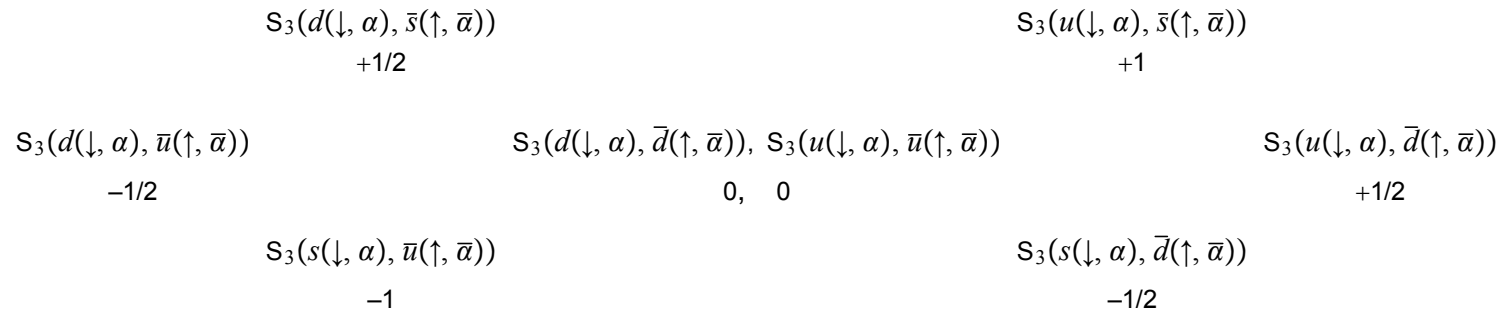 S₃(d(↓, α), s̅(↑, α̅)) S₃(u(↓, α), s̅(↑, α̅))
+1/2 +1
S₃(d(↓, α), u̅(↑, α̅)) S₃(d(↓, α), d̅(↑, α̅)), S₃(u(↓, α), u̅(↑, α̅)) S₃(u(↓, α), d̅(↑, α̅))
–1/2 0, 0 +1/2
S₃(s(↓, α), u̅(↑, α̅)) S₃(s(↓, α), d̅(↑, α̅))
–1 –1/2